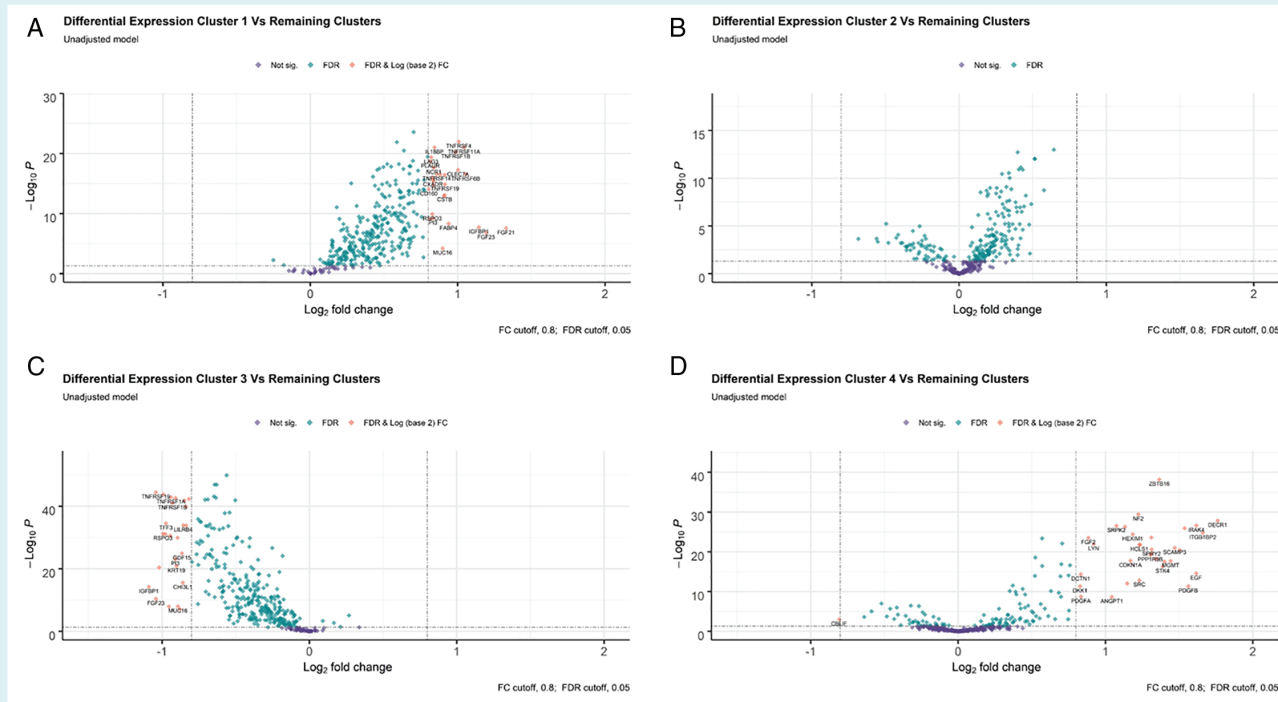 A
Differential Expression Cluster 1 Vs Remaining Clusters
Unadjusted model
Not sig. FDR FDR & Log (base 2) FC
30
20
10
0
− Log10 P
TNFRSF4
IL18BP TNFRSF11A
TNFRSF1B
LAG3
PLAUR
CLEC7A
TNFRSF14 TNFRSF6B
TNFRSF19
CSTB
RSPO3
PI3
FABP4
IGFBP1 FGF21
FGF23
MUC16
-1 0 1 2
Log2 fold change
FC cutoff, 0.8; FDR cutoff, 0.05
B
Differential Expression Cluster 2 Vs Remaining Clusters
Unadjusted model
Not sig. FDR
15
10
5
0
− Log10 P
-1 0 1 2
Log2 fold change
FC cutoff, 0.8; FDR cutoff, 0.05
C
Differential Expression Cluster 3 Vs Remaining Clusters
Unadjusted model
Not sig. FDR FDR & Log (base 2) FC
40
20
0
− Log10 P
TNFRSF1A
TFF3 LILRB4
RSPO3
GDF15
PI3
KRT19
CHI3L1
IGFBP1
FGF23
MUC16
-1 0 1 2
Log2 fold change
FC cutoff, 0.8; FDR cutoff, 0.05
D
Differential Expression Cluster 4 Vs Remaining Clusters
Unadjusted model
Not sig. FDR FDR & Log (base 2) FC
40
30
20
10
0
− Log10 P
ZBTB16
NF2
DECR1
SRPK2 IRAK4
HEXIM1 ITGB1BP2
FGF2
LYN HCLS1
SCAMP3
SPRY2
CDKN1A MGMT
STK4
DCTN1 EGF
SRC
DKK1 PDGFB
PDGFA ANGPT1
-1 0 1 2
Log2 fold change
FC cutoff, 0.8; FDR cutoff, 0.05